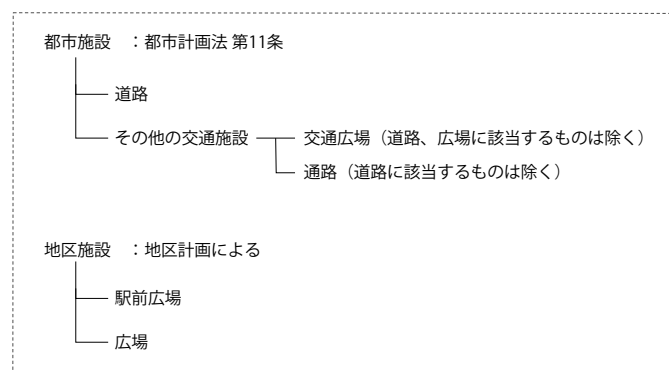 都市施設　：都市計画法 第11条
道路
その他の交通施設　交通広場（道路、広場に該当するものは除く）
通路（道路に該当するものは除く）
地区施設　：地区計画による
駅前広場
広場